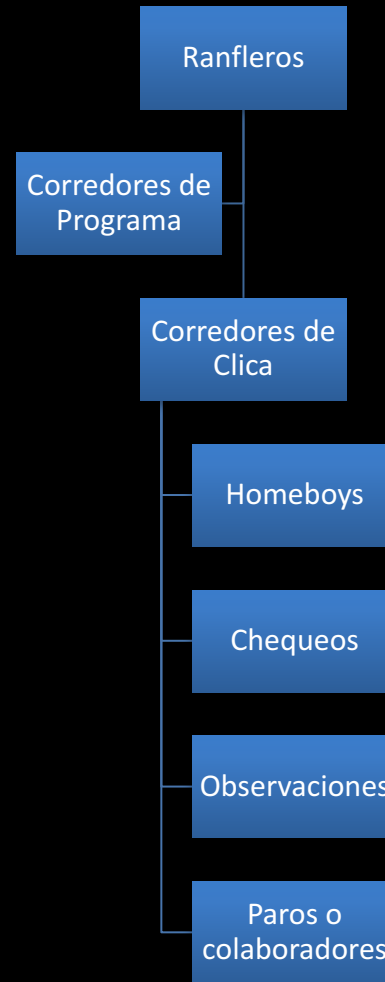 Ranfleros
Corredores de
Programa
Corredores de
Clica
Homeboys
Chequeos
Observaciones
Paros o
colaboradores